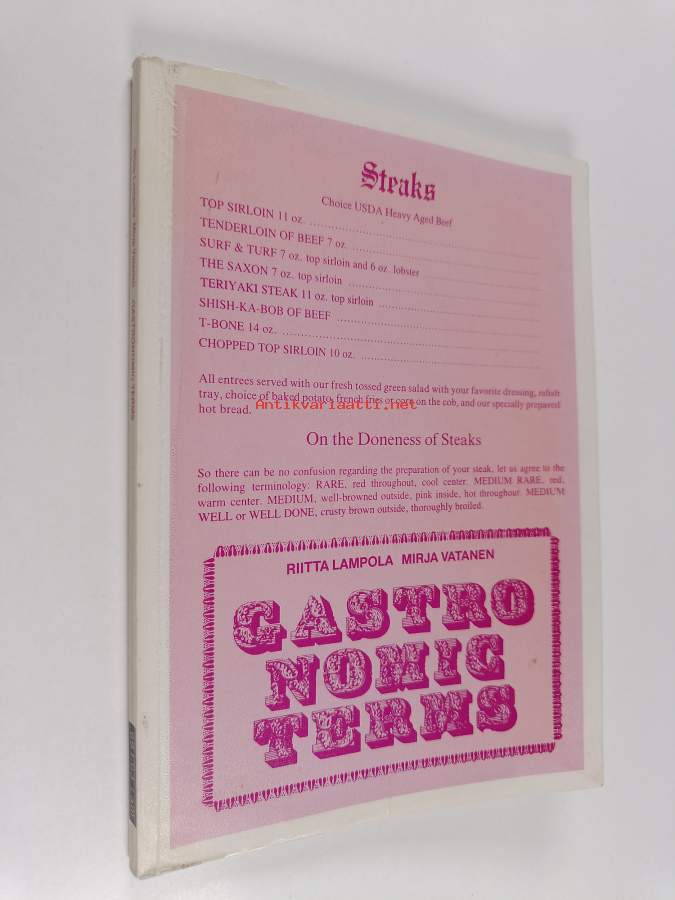 Steaks
Choice USDA Heavy Aged Beef
TOP SIRLOIN 11 oz.
TENDERLOIN OF BEEF 7 oz.
SURF & TURF 7 oz. top sirloin and 6 oz. lobster
THE SAXON 7 oz. top sirloin
TERIYAKI STEAK 11 oz. top sirloin
SHISH-KA-BOB OF BEEF
T-BONE 14 oz.
CHOPPED TOP SIRLOIN 10 oz.
All entrees served with our fresh tossed green salad with your favorite dressing, relish
tray, choice of baked potato, french fries or corn on the cob, and our specially prepared
hot bread.
Antikvariaatti.net
On the Doneness of Steaks
So there can be no confusion regarding the preparation of your steak, let us agree to the
following terminology: RARE, red throughout, cool center. MEDIUM RARE, red,
warm center. MEDIUM, well-browned outside, pink inside, hot throughout. MEDIUM
WELL or WELL DONE, crusty brown outside, thoroughly broiled.
RIITTA LAMPOLA MIRJA VATANEN
GASTRO
NOMIC
TERMS
Riitta Lampola Mirja Vatanen GASTRONOMIC TERMS